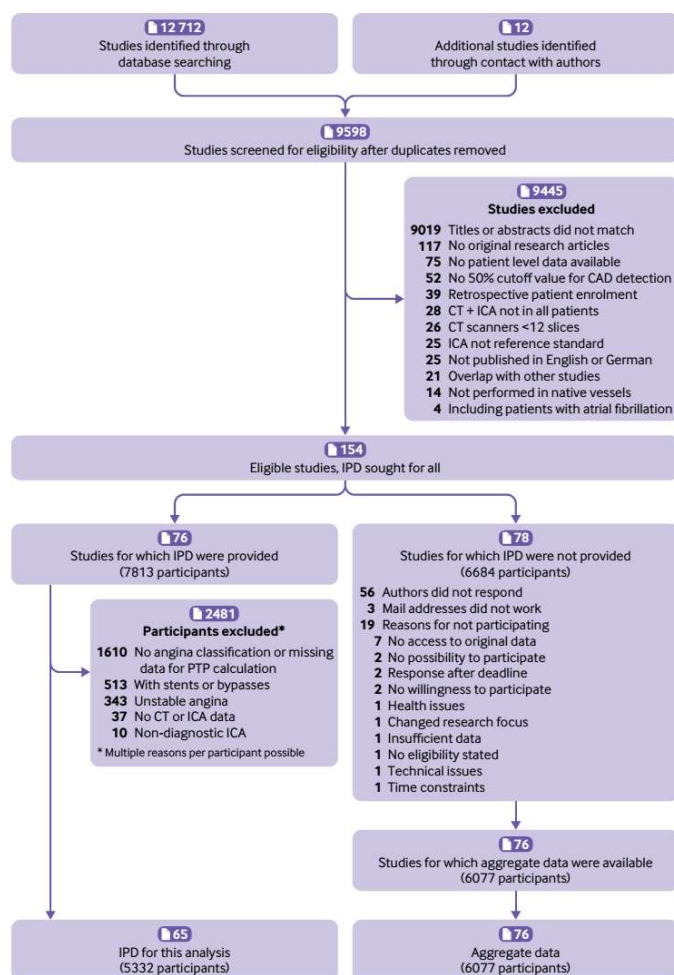 12 712
Studies identified through
database searching
12
Additional studies identified
through contact with authors
9598
Studies screened for eligibility after duplicates removed
9445
Studies excluded
9019 Titles or abstracts did not match
117 No original research articles
75 No patient level data available
52 No 50% cutoff value for CAD detection
39 Retrospective patient enrolment
28 CT + ICA not in all patients
26 CT scanners <12 slices
25 ICA not reference standard
25 Not published in English or German
21 Overlap with other studies
14 Not performed in native vessels
4 Including patients with atrial fibrillation
154
Eligible studies, IPD sought for all
76
Studies for which IPD were provided
(7813 participants)
2481
Participants excluded*
1610 No angina classification or missing
data for PTP calculation
513 With stents or bypasses
343 Unstable angina
37 No CT or ICA data
10 Non-diagnostic ICA
* Multiple reasons per participant possible
78
Studies for which IPD were not provided
(6684 participants)
56 Authors did not respond
3 Mail addresses did not work
19 Reasons for not participating
7 No access to original data
2 No possibility to participate
2 Response after deadline
2 No willingness to participate
1 Health issues
1 Changed research focus
1 Insufficient data
1 No eligibility stated
1 Technical issues
1 Time constraints
76
Studies for which aggregate data were available
(6077 participants)
65
IPD for this analysis
(5332 participants)
76
Aggregate data
(6077 participants)